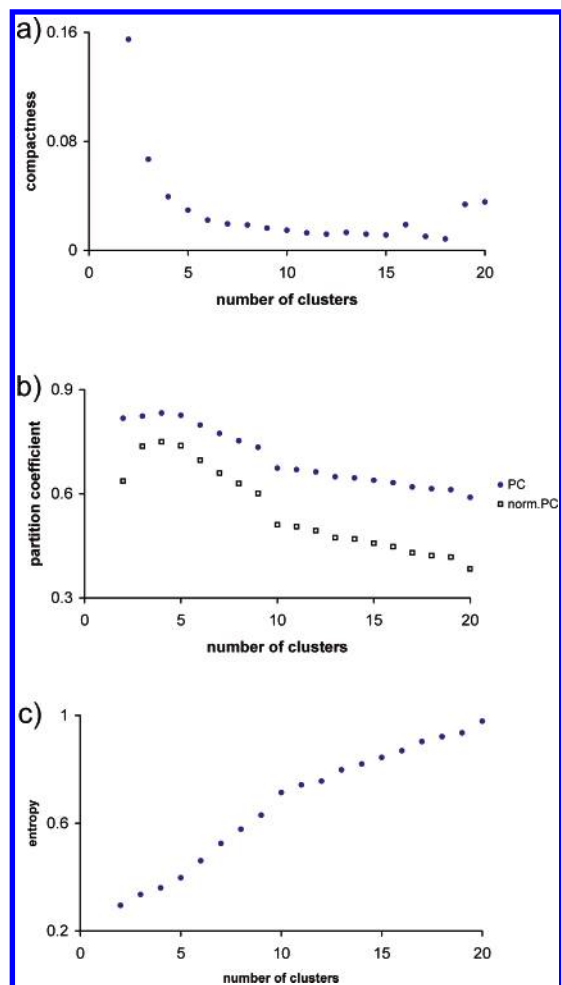 a)
0.16
compactness
0.08
0
0 5 10 15 20
number of clusters
b)
0.9
partition coefficient
0.6
PC
norm.PC
0.3
0 5 10 15 20
number of clusters
c)
1
entropy
0.6
0.2
0 5 10 15 20
number of clusters